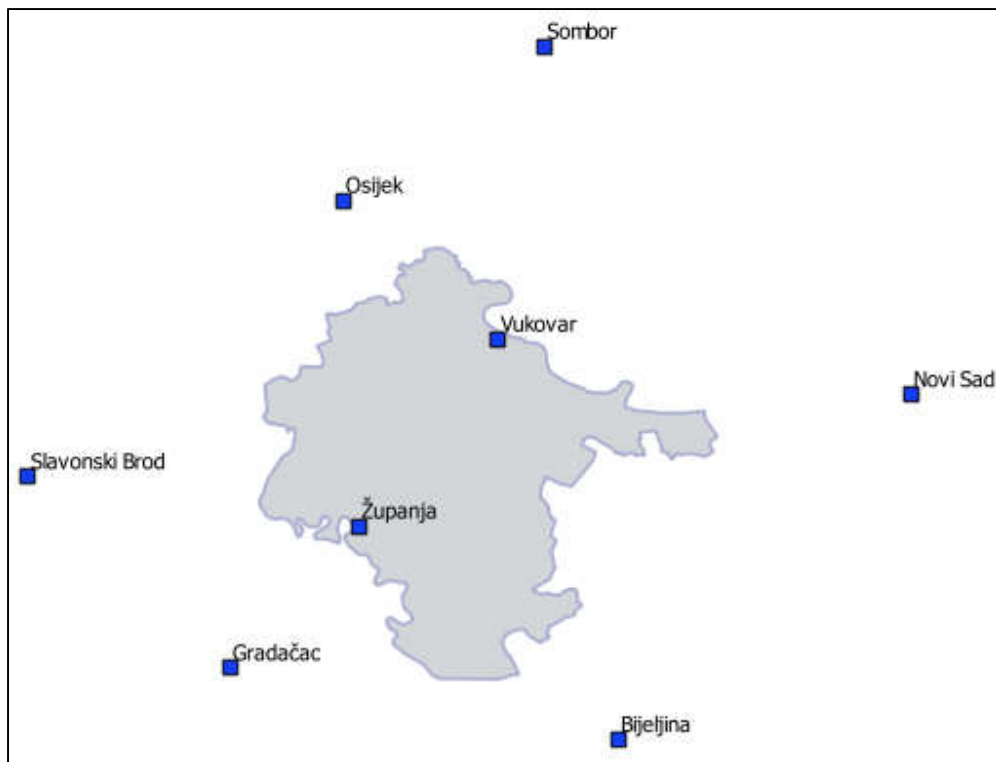 Sombor
Osijek
Vukovar
Novi Sad
Slavonski Brod
Županja
Gradačac
Bijeljina